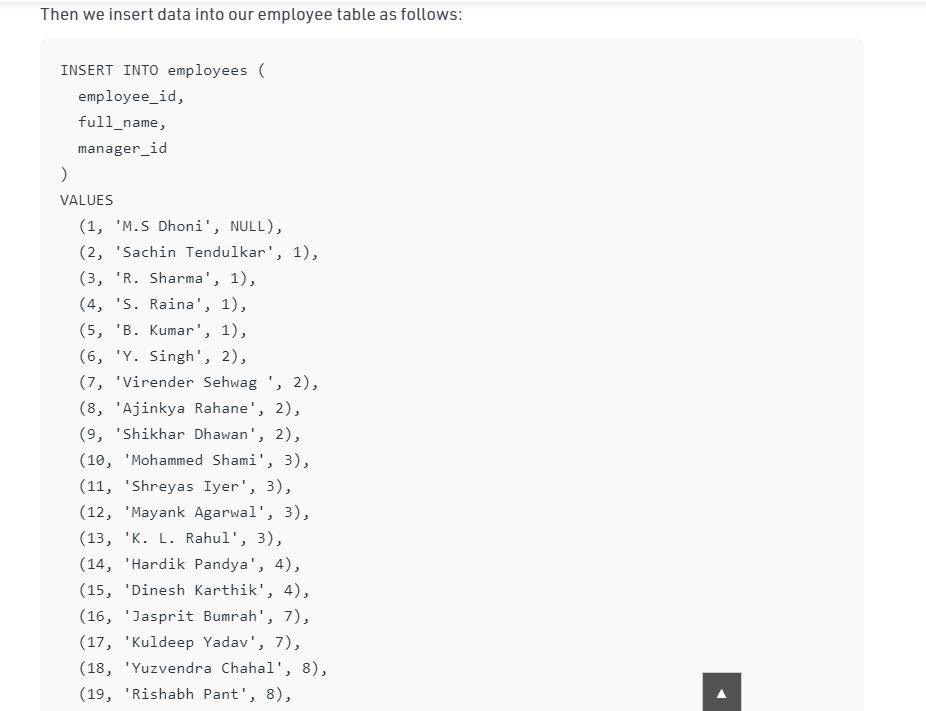 Then we insert data into our employee table as follows:
INSERT INTO employees (
employee_id,
full_name,
manager_id
)
VALUES
(1, 'M.S Dhoni', NULL),
(2, 'Sachin Tendulkar', 1),
(3, 'R. Sharma', 1),
(4, 'S. Raina', 1),
(5, 'B. Kumar', 1),
(6, 'Y. Singh', 2),
(7, 'Virender Sehwag ', 2),
(8, 'Ajinkya Rahane', 2),
(9, 'Shikhar Dhawan', 2),
(10, 'Mohammed Shami', 3),
(11, 'Shreyas Iyer', 3),
(12, 'Mayank Agarwal', 3),
(13, 'K. L. Rahul', 3),
(14, 'Hardik Pandya', 4),
(15, 'Dinesh Karthik', 4),
(16, 'Jasprit Bumrah', 7),
(17, 'Kuldeep Yadav', 7),
(18, 'Yuzvendra Chahal', 8),
(19, 'Rishabh Pant', 8),